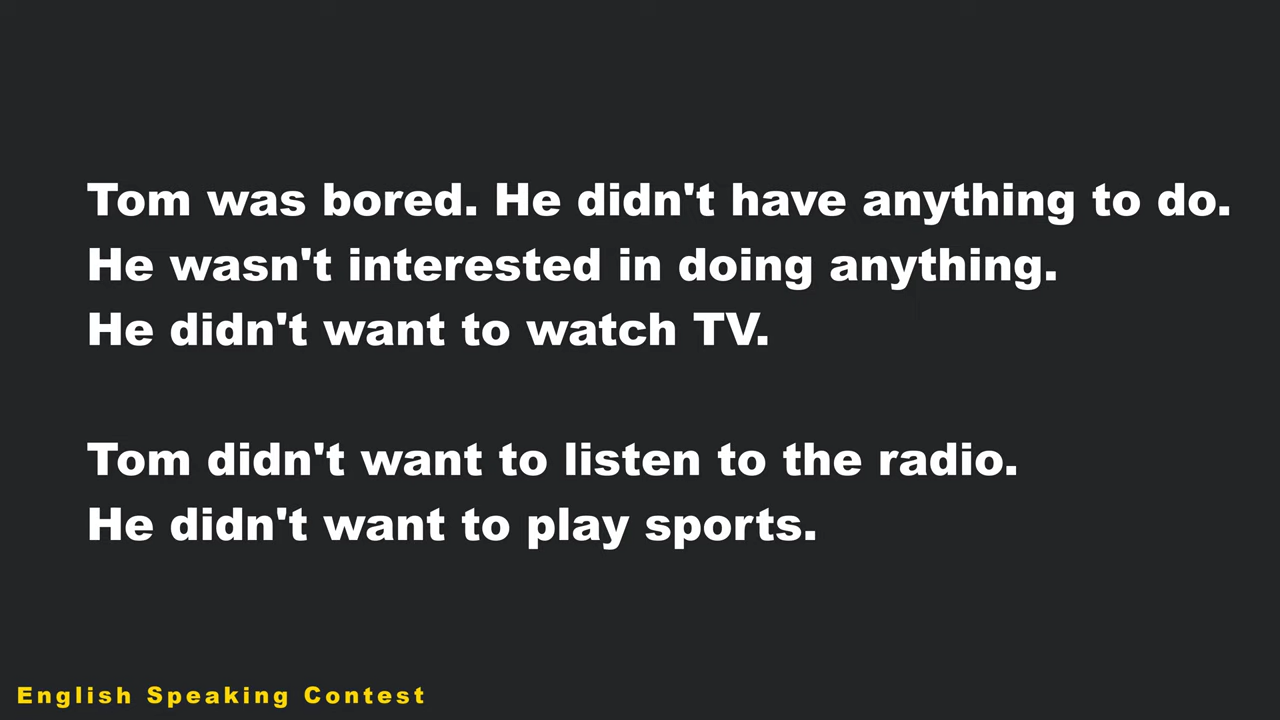 Tom was bored. He didn't have anything to do.
He wasn't interested in doing anything.
He didn't want to watch TV.
Tom didn't want to listen to the radio.
He didn't want to play sports.
English Speaking Contest